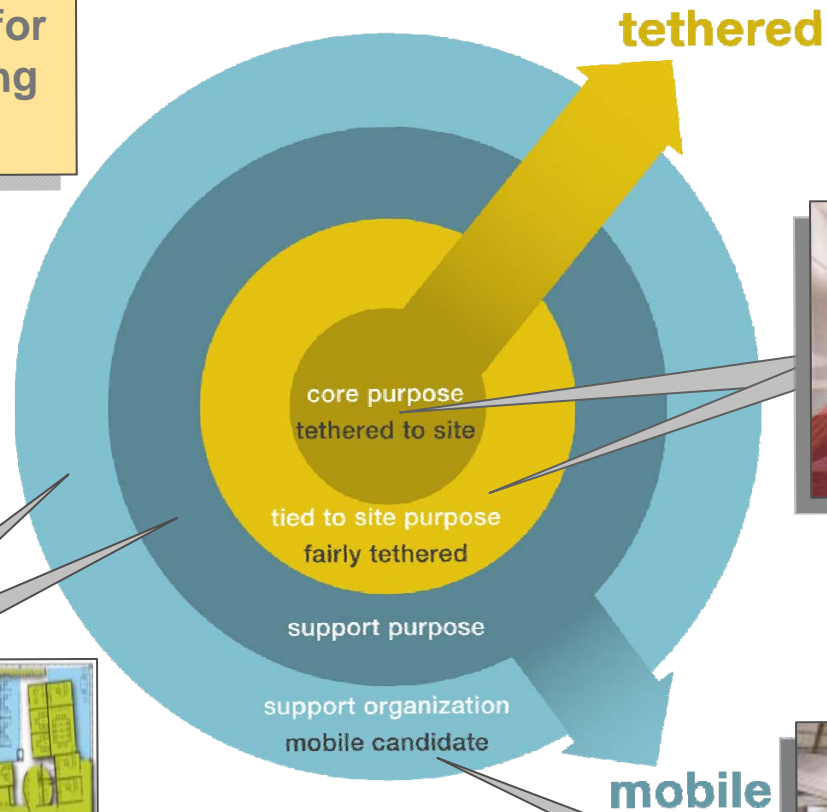 for
tethered
core purpose
tethered to site
tied to site purpose
fairly tethered
support purpose
support organization
mobile candidate
mobile